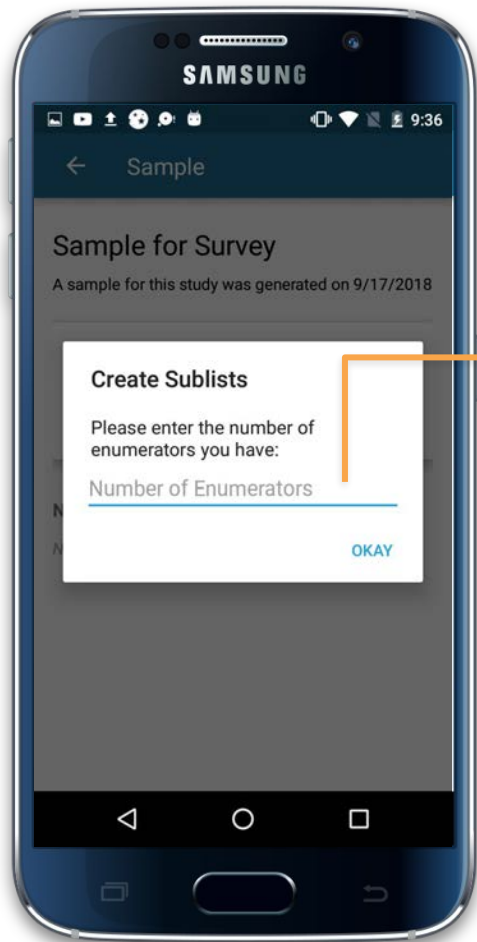 SAMSUNG
9:36
Sample
Sample for Survey
A sample for this study was generated on 9/17/2018
Create Sublists
Please enter the number of
enumerators you have:
Number of Enumerators
OKAY
N
N